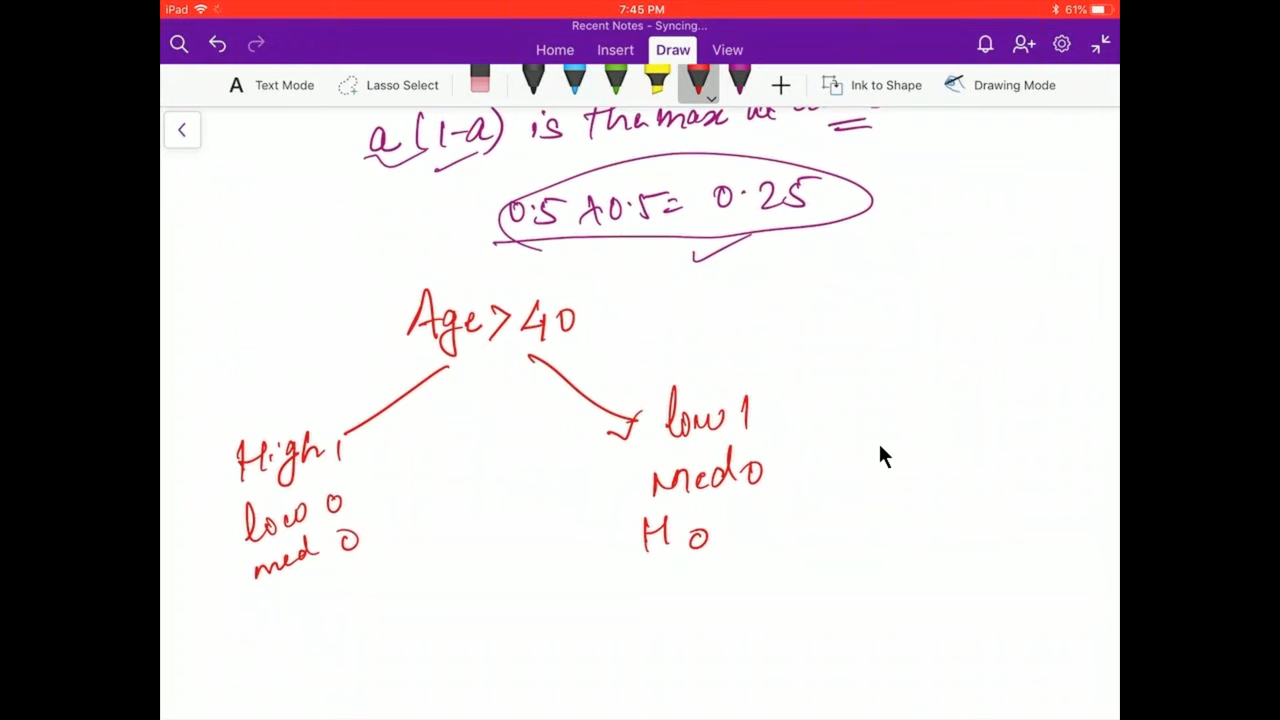 iPad 7:45 PM 61%
Recent Notes - Syncing...
Home Insert Draw View
A Text Mode Lasso Select Ink to Shape Drawing Mode
a (1-a) is the max
0.5 x 0.5 = 0.25
Age > 40
High 1
low 0
med 0
low 1
Med 0
H 0